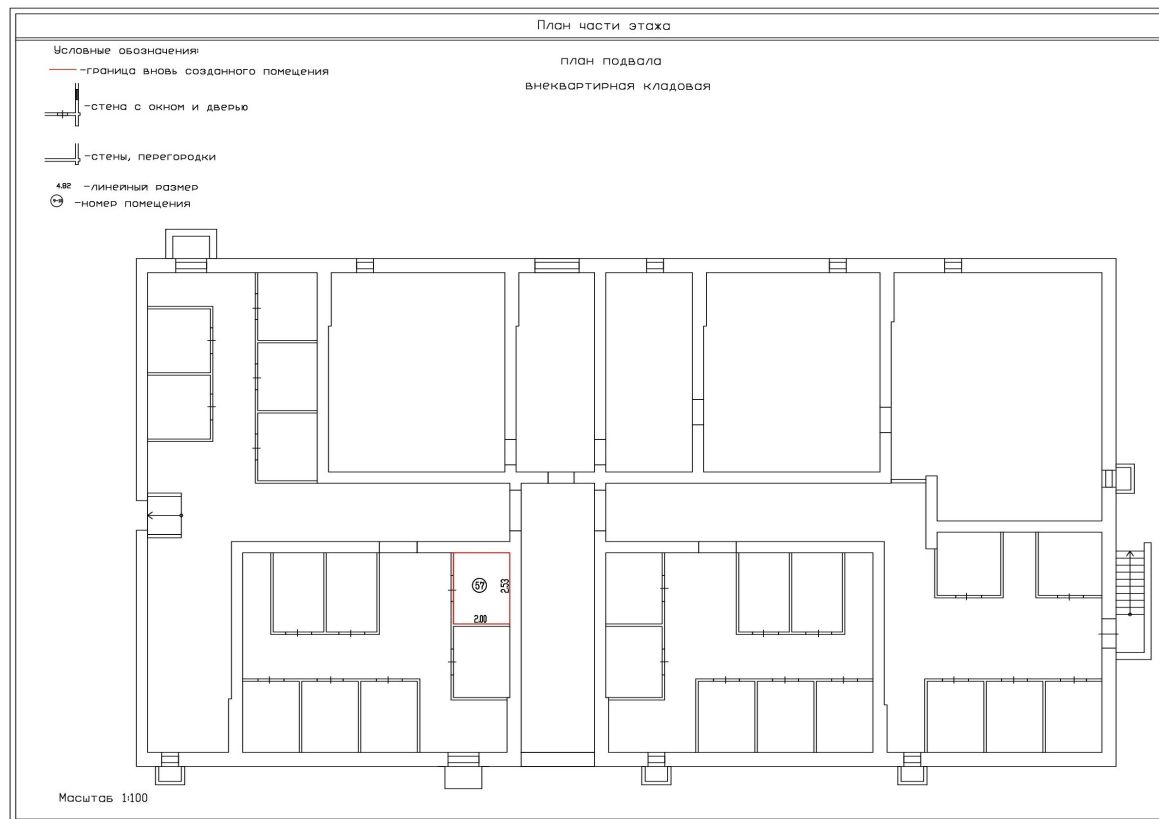 План части этажа
Условные обозначения:
-граница вновь созданного помещения
-стена с окном и дверью
-стены, перегородки
4.82 -линейный размер
-номер помещения
план подвала
внеквартирная кладовая
57
2.53
2.00
Масштаб 1:100